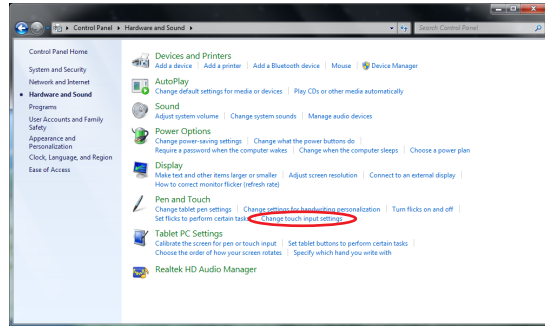 Control Panel ▸ Hardware and Sound ▸
Search Control Panel
Control Panel Home
System and Security
Network and Internet
Hardware and Sound
Programs
User Accounts and Family
Safety
Appearance and
Personalization
Clock, Language, and Region
Ease of Access
Devices and Printers
Add a device | Add a printer | Add a Bluetooth device | Mouse | Device Manager
AutoPlay
Change default settings for media or devices | Play CDs or other media automatically
Sound
Adjust system volume | Change system sounds | Manage audio devices
Power Options
Change power-saving settings | Change what the power buttons do |
Require a password when the computer wakes | Change when the computer sleeps | Choose a power plan
Display
Make text and other items larger or smaller | Adjust screen resolution | Connect to an external display |
How to correct monitor flicker (refresh rate)
Pen and Touch
Change tablet pen settings | Change settings for handwriting personalization | Turn flicks on and off |
Set flicks to perform certain tasks | Change touch input settings
Tablet PC Settings
Calibrate the screen for pen or touch input | Set tablet buttons to perform certain tasks |
Choose the order of how your screen rotates | Specify which hand you write with
Realtek HD Audio Manager